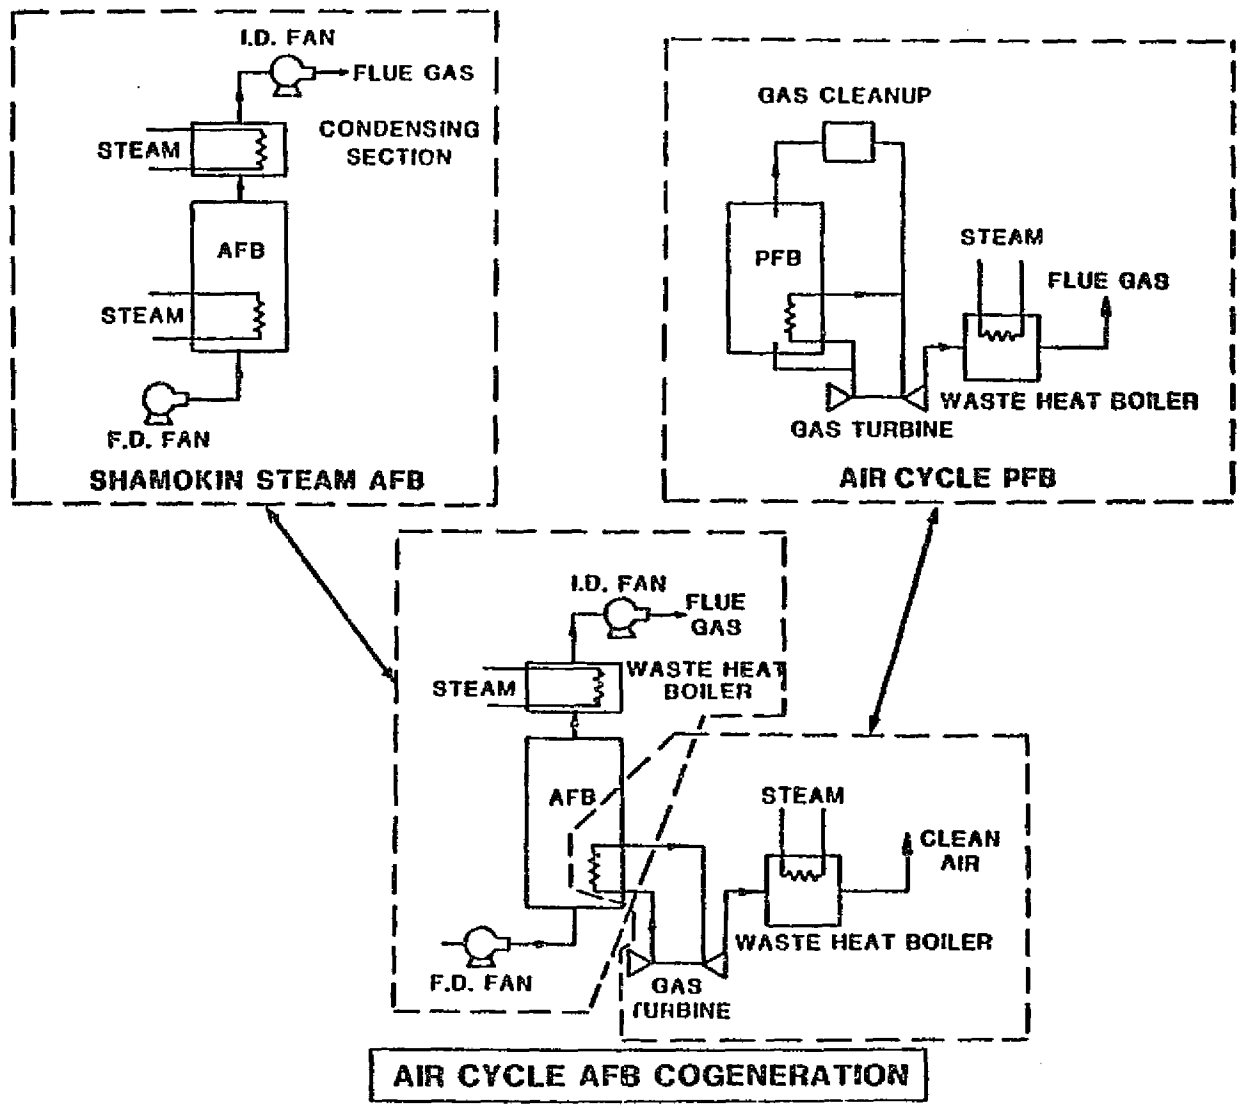 I.D. FAN
FLUE GAS
CONDENSING
SECTION
STEAM
AFB
STEAM
F.D. FAN
SHAMOKIN STEAM AFB
GAS CLEANUP
PFB
STEAM
FLUE GAS
WASTE HEAT BOILER
GAS TURBINE
AIR CYCLE PFB
I.D. FAN
FLUE
GAS
WASTE HEAT
BOILER
STEAM
AFB
STEAM
CLEAN
AIR
WASTE HEAT BOILER
F.D. FAN
GAS
TURBINE
AIR CYCLE AFB COGENERATION